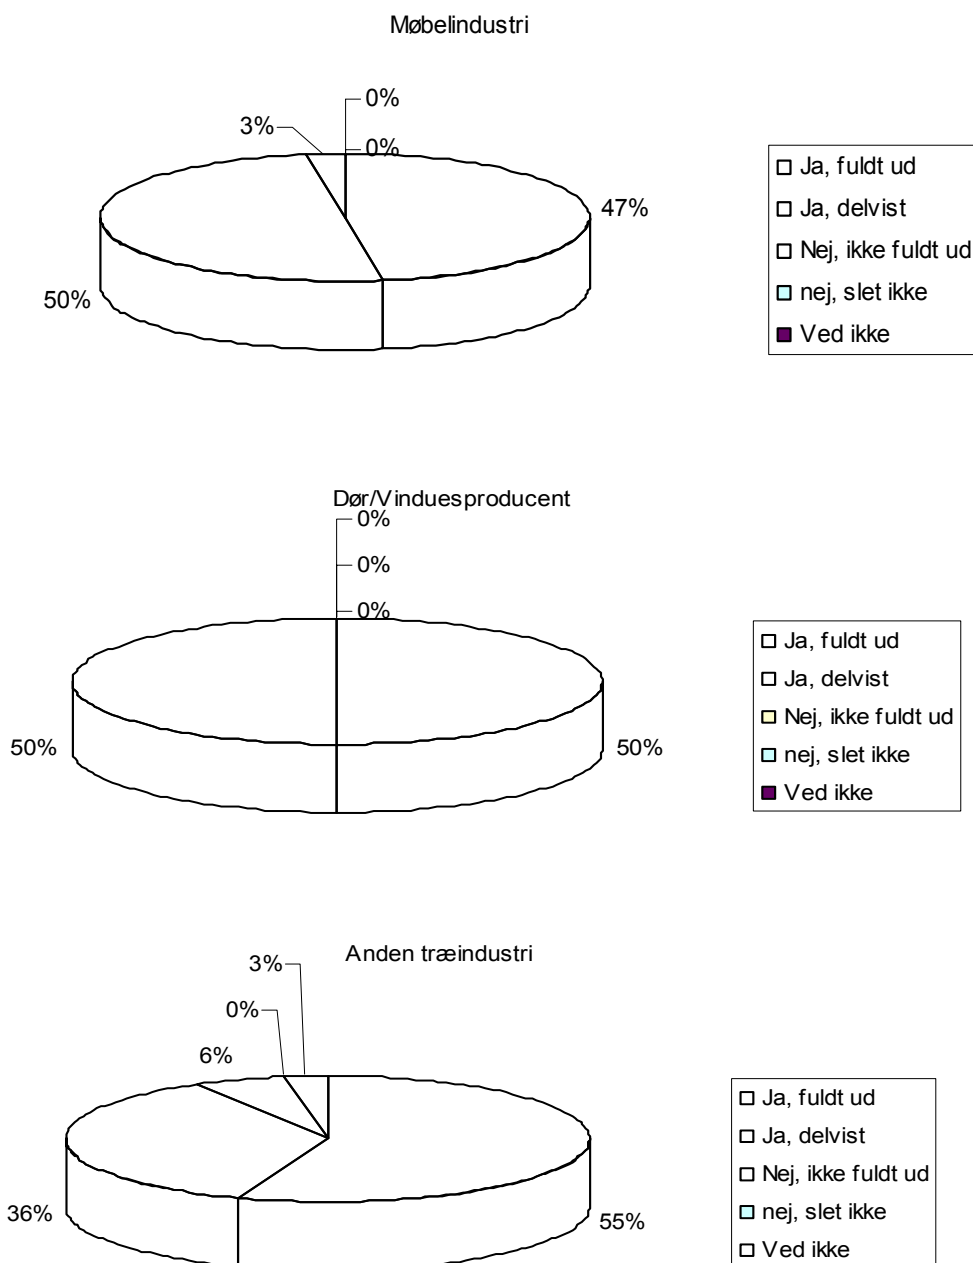 Møbelindustri
0%
3%
0%
47%
50%
Ja, fuldt ud
Ja, delvist
Nej, ikke fuldt ud
nej, slet ikke
Ved ikke
Dør/Vinduesproducent
0%
0%
0%
50%
50%
Ja, fuldt ud
Ja, delvist
Nej, ikke fuldt ud
nej, slet ikke
Ved ikke
Anden træindustri
3%
0%
6%
36%
55%
Ja, fuldt ud
Ja, delvist
Nej, ikke fuldt ud
nej, slet ikke
Ved ikke